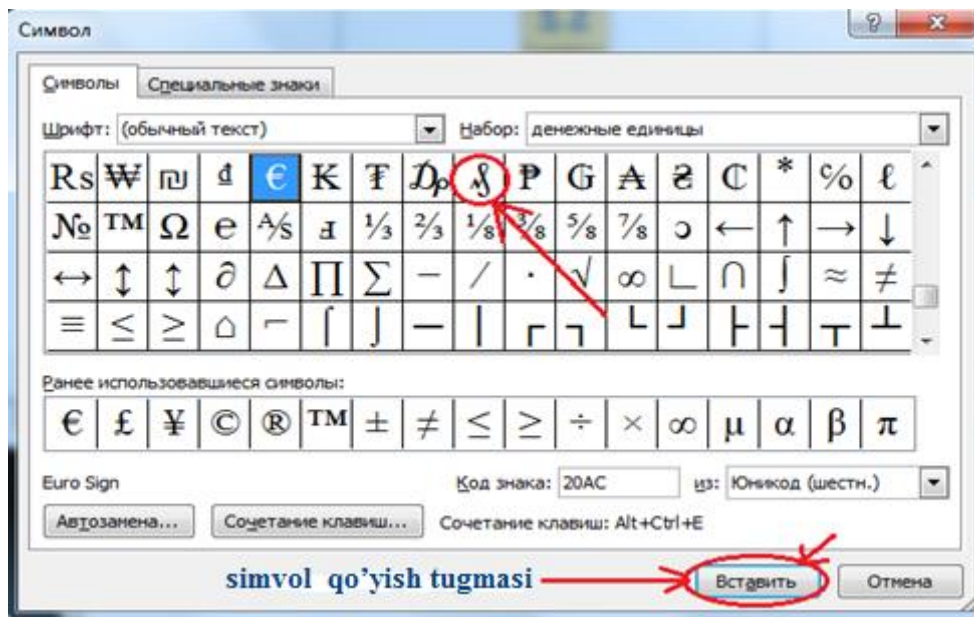 Символ
Символы Специальные знаки
Шрифт: (обычный текст) Набор: денежные единицы
₨ ₩ ₪ ₫ € ₭ ₮ ₯ ₰ ₱ ₲ ₳ ₴ ₵ * ℅ ℓ
№ ™ Ω ℮ ⅍ ⅎ ⅓ ⅔ ⅛ ⅜ ⅝ ⅞ ↄ ← ↑ → ↓
↔ ↕ ↨ ∂ ∆ ∏ ∑ − ∕ ∙ √ ∞ ∟ ∩ ∫ ≈ ≠
≡ ≤ ≥ ⌂ ⌐ ⌠ ⌡ ─ │ ┌ ┐ └ ┘ ├ ┤ ┬ ┴
Ранее использовавшиеся символы:
€ £ ¥ © ® ™ ± ≠ ≤ ≥ ÷ × ∞ µ α β π
Euro Sign Код знака: 20AC из: Юникод (шестн.)
Автозамена... Сочетание клавиш... Сочетание клавиш: Alt+Ctrl+E
simvol qo’yish tugmasi Вставить Отмена